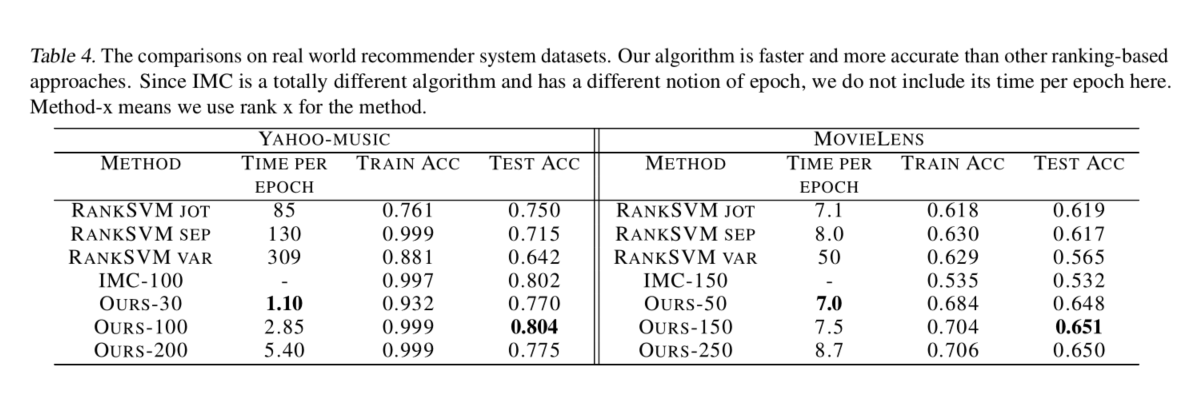 Table 4. The comparisons on real world recommender system datasets. Our algorithm is faster and more accurate than other ranking-based
approaches. Since IMC is a totally different algorithm and has a different notion of epoch, we do not include its time per epoch here.
Method-x means we use rank x for the method.
YAHOO-MUSIC MOVIELENS
METHOD TIME PER EPOCH TRAIN ACC TEST ACC METHOD TIME PER EPOCH TRAIN ACC TEST ACC
RANKSVM JOT 85 0.761 0.750 RANKSVM JOT 7.1 0.618 0.619
RANKSVM SEP 130 0.999 0.715 RANKSVM SEP 8.0 0.630 0.617
RANKSVM VAR 309 0.881 0.642 RANKSVM VAR 50 0.629 0.565
IMC-100 - 0.997 0.802 IMC-150 - 0.535 0.532
OURS-30 1.10 0.932 0.770 OURS-50 7.0 0.684 0.648
OURS-100 2.85 0.999 0.804 OURS-150 7.5 0.704 0.651
OURS-200 5.40 0.999 0.775 OURS-250 8.7 0.706 0.650